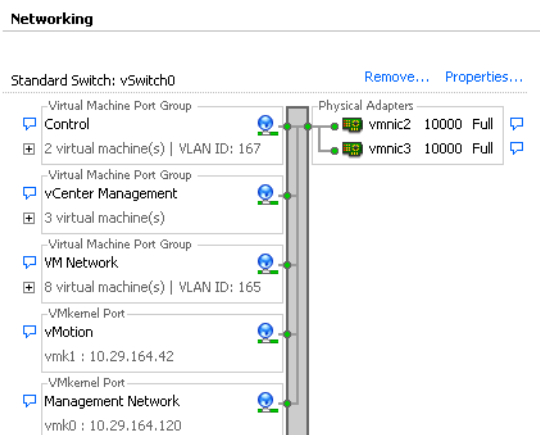 Networking
Standard Switch: vSwitch0 Remove... Properties...
Virtual Machine Port Group Physical Adapters
Control vmnic2 10000 Full
2 virtual machine(s) | VLAN ID: 167 vmnic3 10000 Full
Virtual Machine Port Group
vCenter Management
3 virtual machine(s)
Virtual Machine Port Group
VM Network
8 virtual machine(s) | VLAN ID: 165
VMkernel Port
vMotion
vmk1 : 10.29.164.42
VMkernel Port
Management Network
vmk0 : 10.29.164.120